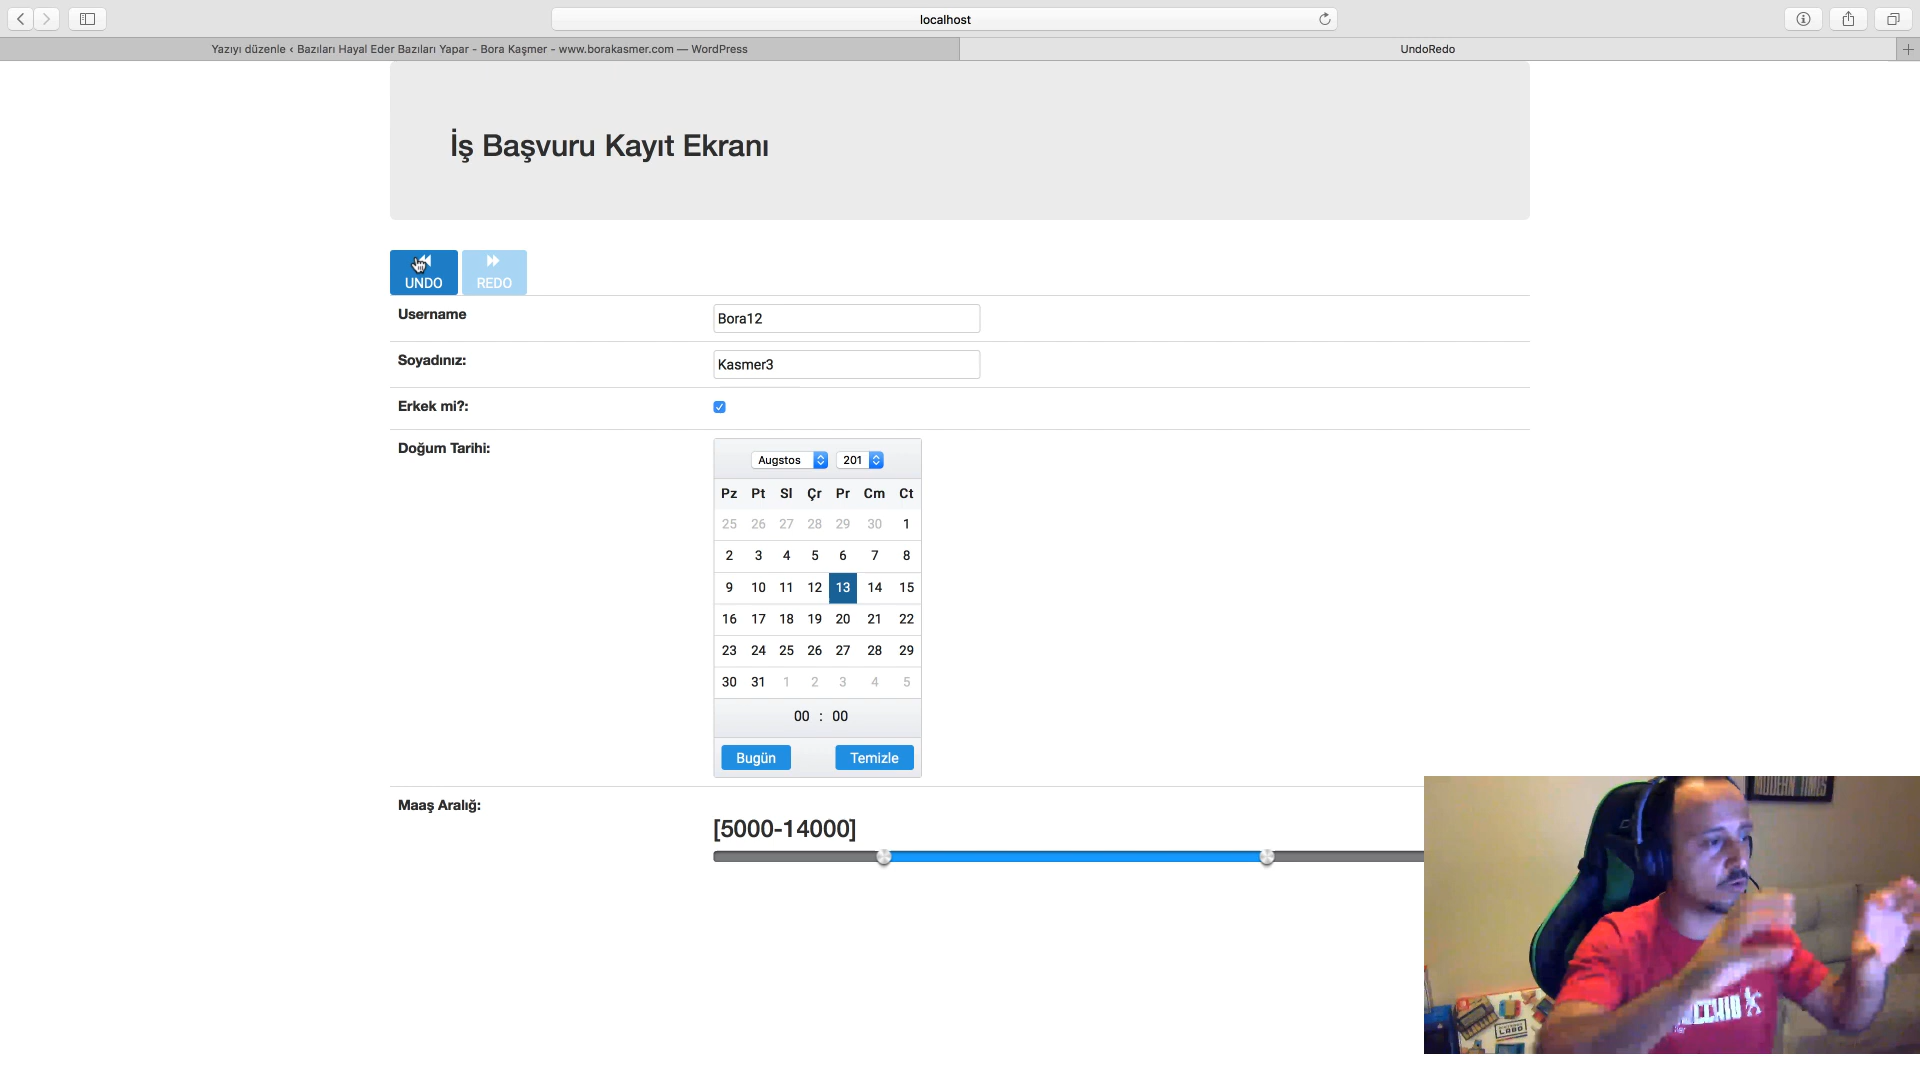 localhost
Yazıyı düzenle ‹ Bazıları Hayal Eder Bazıları Yapar - Bora Kaşmer - www.borakasmer.com — WordPress
UndoRedo
İş Başvuru Kayıt Ekranı
UNDO
REDO
Username
Bora12
Soyadınız:
Kasmer3
Erkek mi?:
Doğum Tarihi:
Augstos 201
Pz Pt Sl Çr Pr Cm Ct
25 26 27 28 29 30 1
2 3 4 5 6 7 8
9 10 11 12 13 14 15
16 17 18 19 20 21 22
23 24 25 26 27 28 29
30 31 1 2 3 4 5
00 : 00
Bugün
Temizle
Maaş Aralığ:
[5000-14000]
MODERN TIMES
LABO